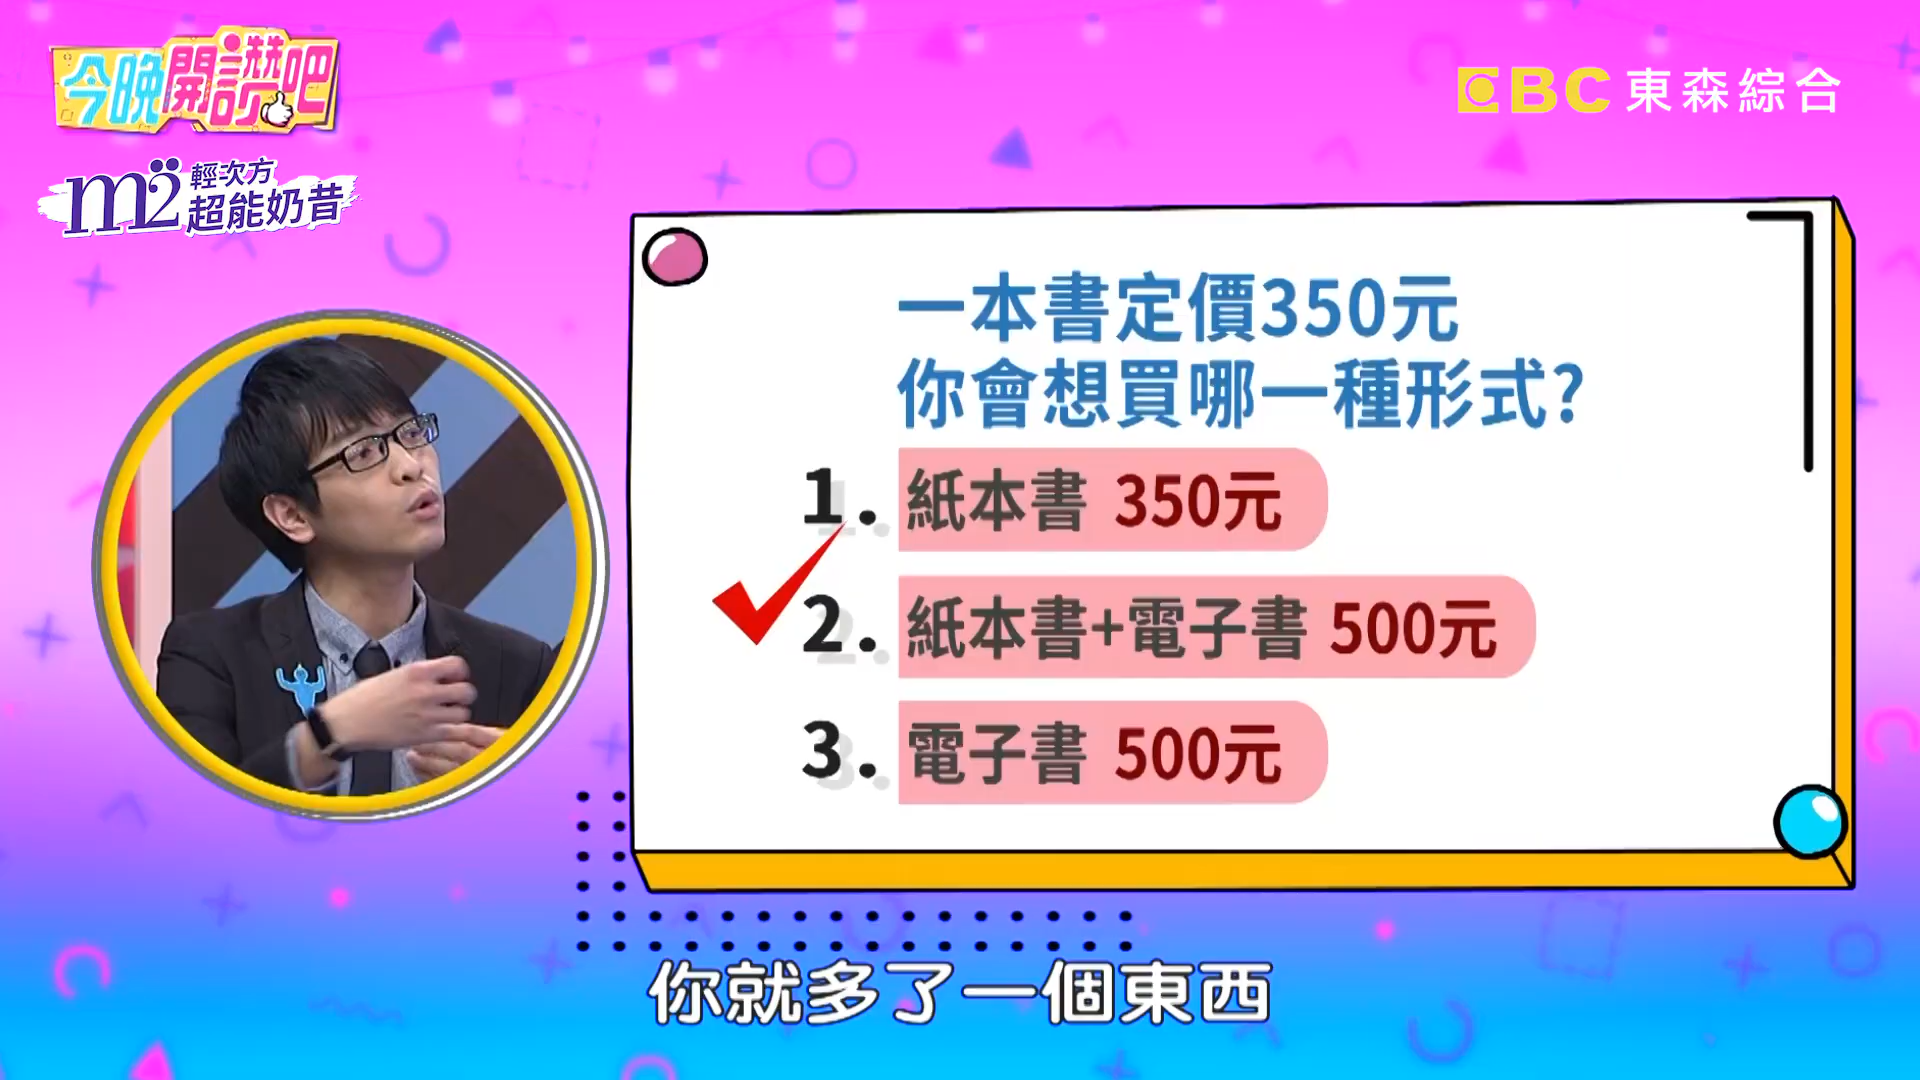 今晚開讚吧
EBC 東森綜合
m2 輕次方
超能奶昔
一本書定價350元
你會想買哪一種形式?
1. 紙本書 350元
2. 紙本書+電子書 500元
3. 電子書 500元
你就多了一個東西